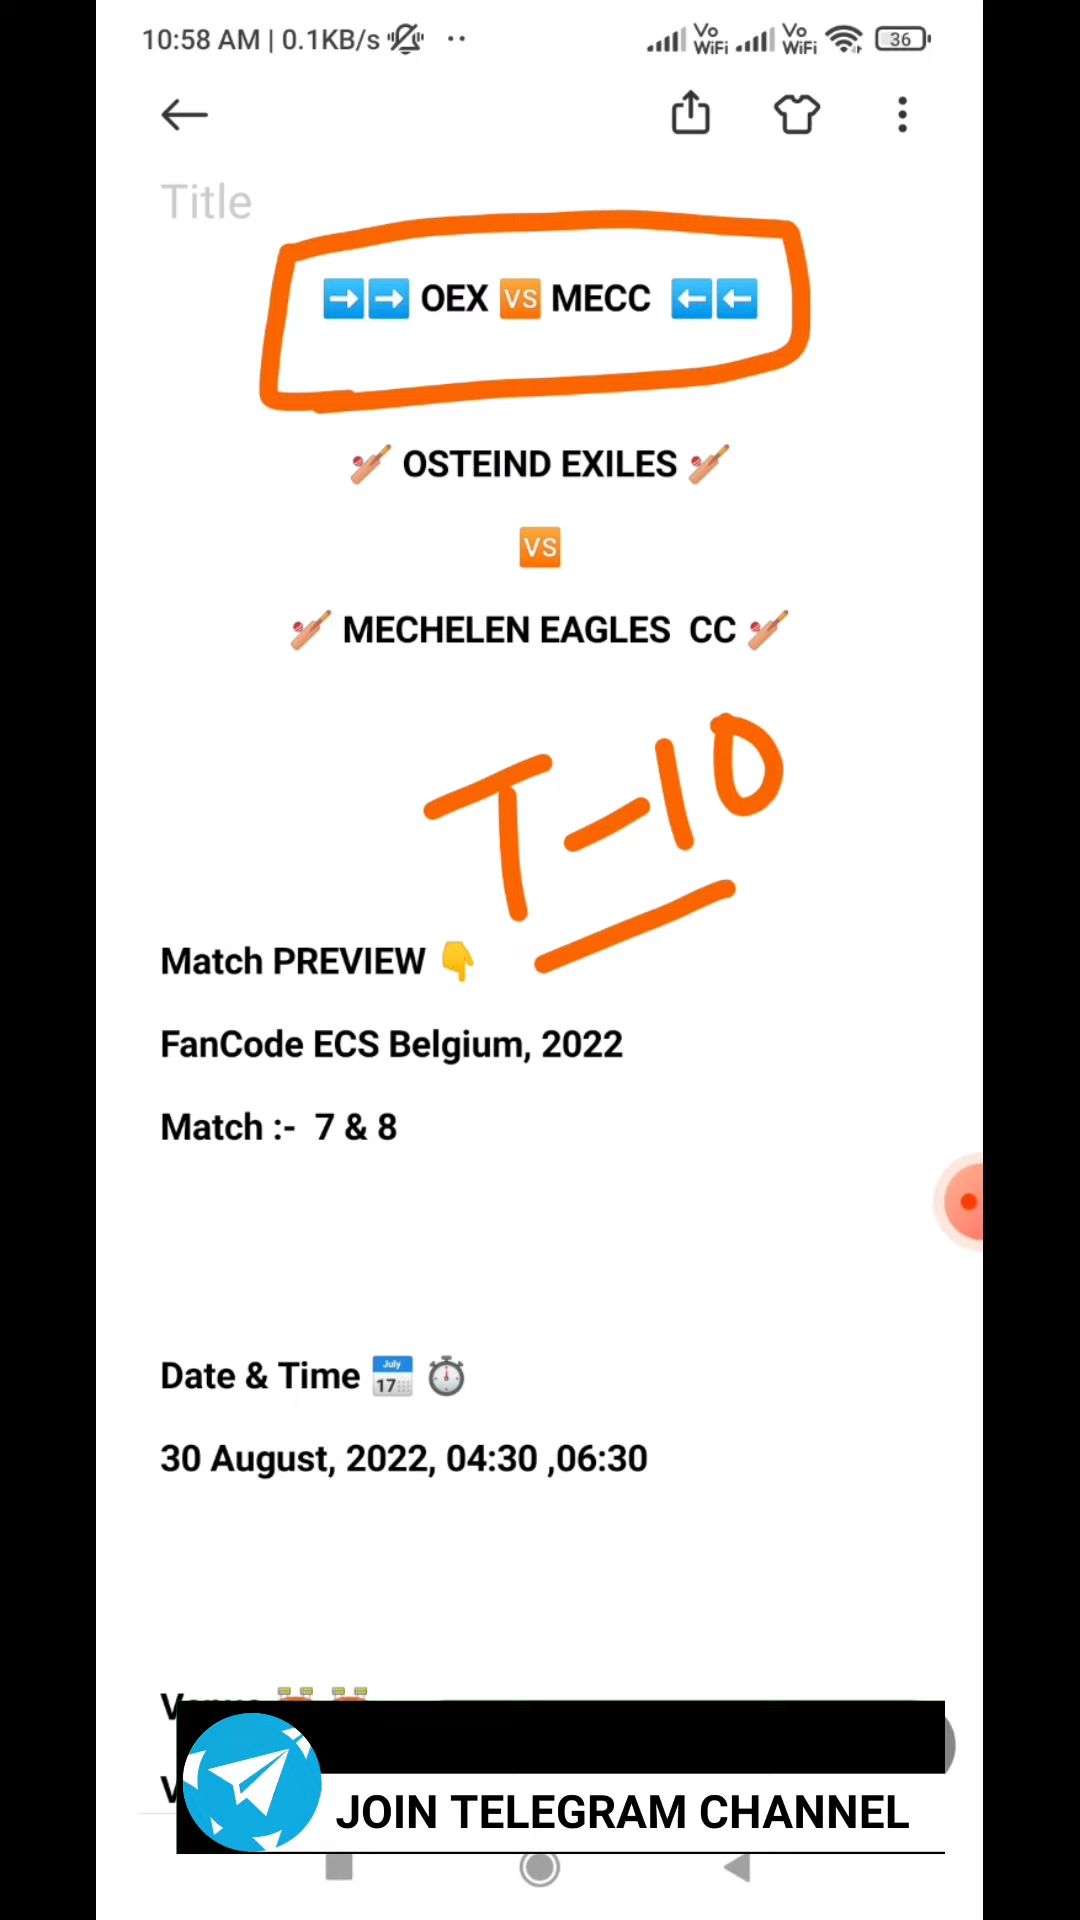 10:58 AM | 0.1KB/s
Vo WiFi Vo WiFi 36
Title
➡️➡️ OEX 🆚 MECC ⬅️⬅️
🏏 OSTEIND EXILES 🏏
🆚
🏏 MECHELEN EAGLES CC 🏏
T-10
Match PREVIEW 👇
FanCode ECS Belgium, 2022
Match :- 7 & 8
Date & Time 📅 ⏱️
July 17
30 August, 2022, 04:30 ,06:30
JOIN TELEGRAM CHANNEL